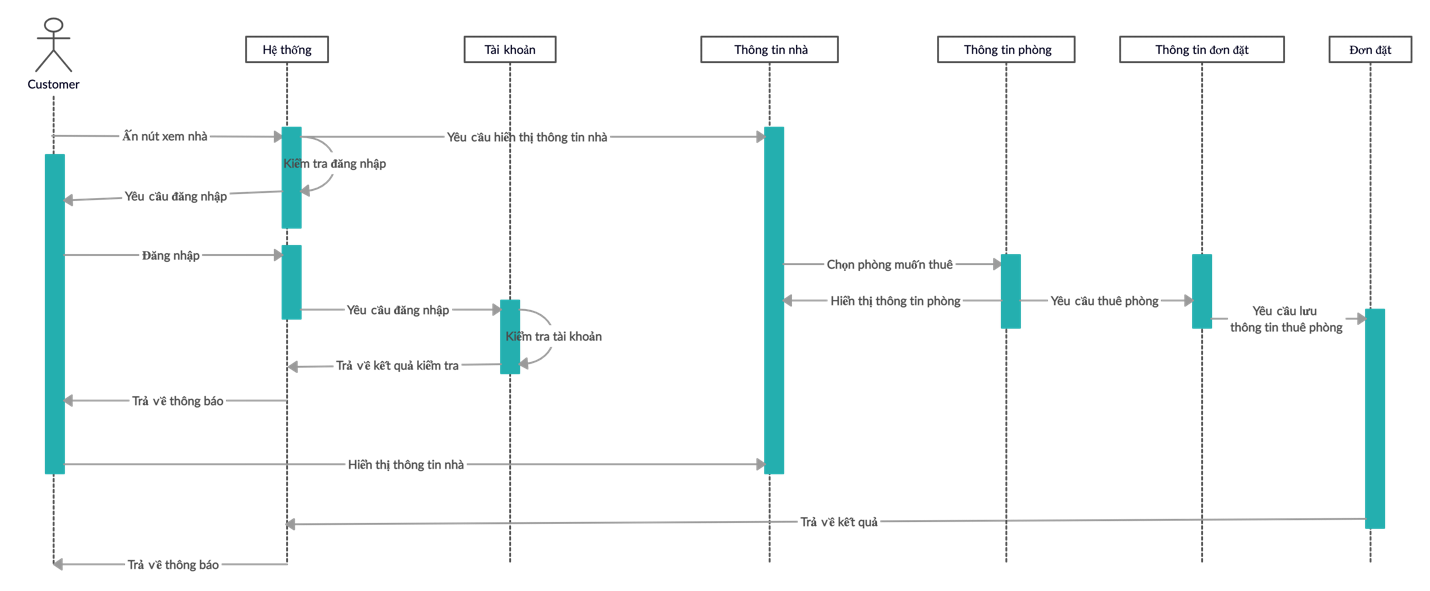 Customer
Hệ thống
Tài khoản
Thông tin nhà
Thông tin phòng
Thông tin đơn đặt
Đơn đặt
Ấn nút xem nhà
Yêu cầu hiển thị thông tin nhà
Kiểm tra đăng nhập
Yêu cầu đăng nhập
Đăng nhập
Chọn phòng muốn thuê
Hiển thị thông tin phòng
Yêu cầu thuê phòng
Yêu cầu đăng nhập
Yêu cầu lưu
thông tin thuê phòng
Kiểm tra tài khoản
Trả về kết quả kiểm tra
Trả về thông báo
Hiển thị thông tin nhà
Trả về kết quả
Trả về thông báo